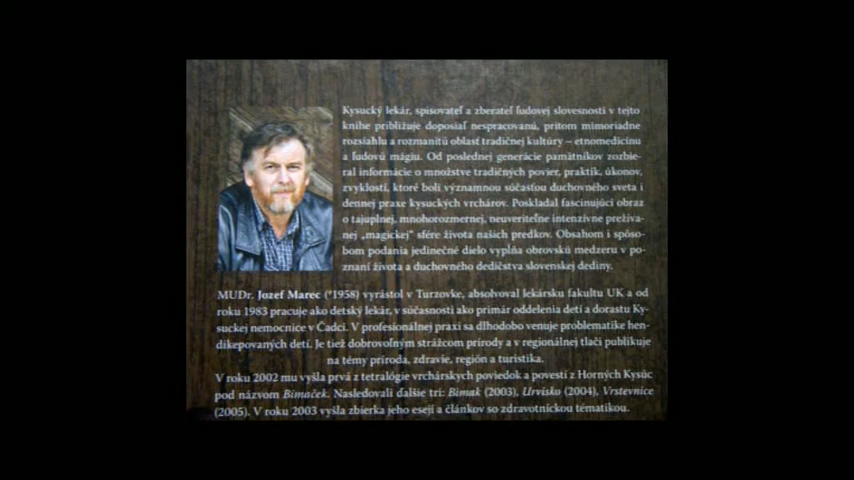 Kysucký lekár, spisovateľ a zberateľ ľudovej slovesnosti v tejto
knihe približuje doposiaľ nespracovanú, pritom mimoriadne
rozsiahlu a rozmanitú oblasť tradičnej kultúry – etnomedicínu
a ľudovú mágiu. Od poslednej generácie pamätníkov zozbie-
ral informácie o množstve tradičných povier, praktík, úkonov,
zvyklostí, ktoré boli významnou súčasťou duchovného sveta i
dennej praxe kysuckých vrchárov. Poskladal fascinujúci obraz
o tajuplnej, mnohorozmernej, neuveriteľne intenzívne prežíva-
nej „magickej“ sfére života našich predkov. Obsahom i spôso-
bom podania jedinečné dielo vypĺňa obrovskú medzeru v po-
znaní života a duchovného dedičstva slovenskej dediny.
MUDr. Jozef Marec (*1958) vyrástol v Turzovke, absolvoval lekársku fakultu UK a od
roku 1983 pracuje ako detský lekár, v súčasnosti ako primár oddelenia detí a dorastu Ky-
suckej nemocnice v Čadci. V profesionálnej praxi sa dlhodobo venuje problematike hen-
dikepovaných detí. Je tiež dobrovoľným strážcom prírody a v regionálnej tlači publikuje
na témy príroda, zdravie, región a turistika.
V roku 2002 mu vyšla prvá z tetralógie vrchárskych poviedok a povestí z Horných Kysúc
pod názvom Bimaček. Nasledovali ďalšie tri: Bimak (2003), Urvisko (2004), Vrstevnice
(2005). V roku 2003 vyšla zbierka jeho esejí a článkov so zdravotníckou tématikou.